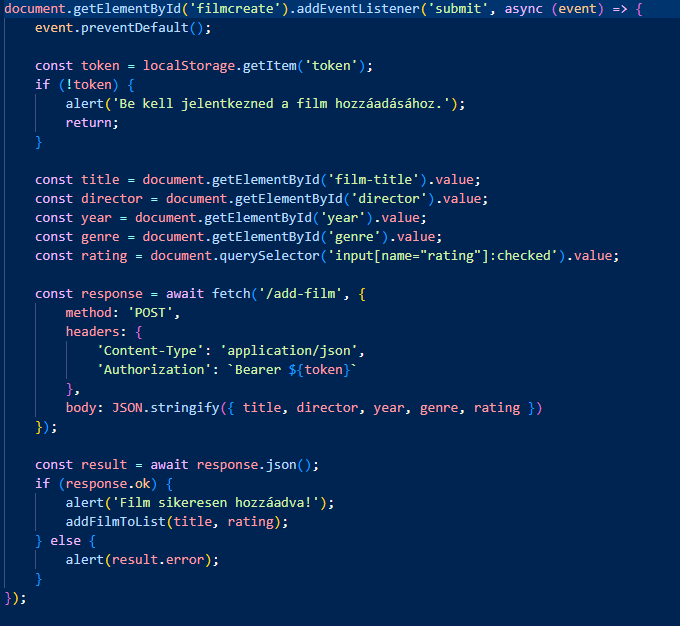 document.getElementById('filmcreate').addEventListener('submit', async (event) => {
    event.preventDefault();

    const token = localStorage.getItem('token');
    if (!token) {
        alert('Be kell jelentkezned a film hozzáadásához.');
        return;
    }

    const title = document.getElementById('film-title').value;
    const director = document.getElementById('director').value;
    const year = document.getElementById('year').value;
    const genre = document.getElementById('genre').value;
    const rating = document.querySelector('input[name="rating"]:checked').value;

    const response = await fetch('/add-film', {
        method: 'POST',
        headers: {
            'Content-Type': 'application/json',
            'Authorization': `Bearer ${token}`
        },
        body: JSON.stringify({ title, director, year, genre, rating })
    });

    const result = await response.json();
    if (response.ok) {
        alert('Film sikeresen hozzáadva!');
        addFilmToList(title, rating);
    } else {
        alert(result.error);
    }
});